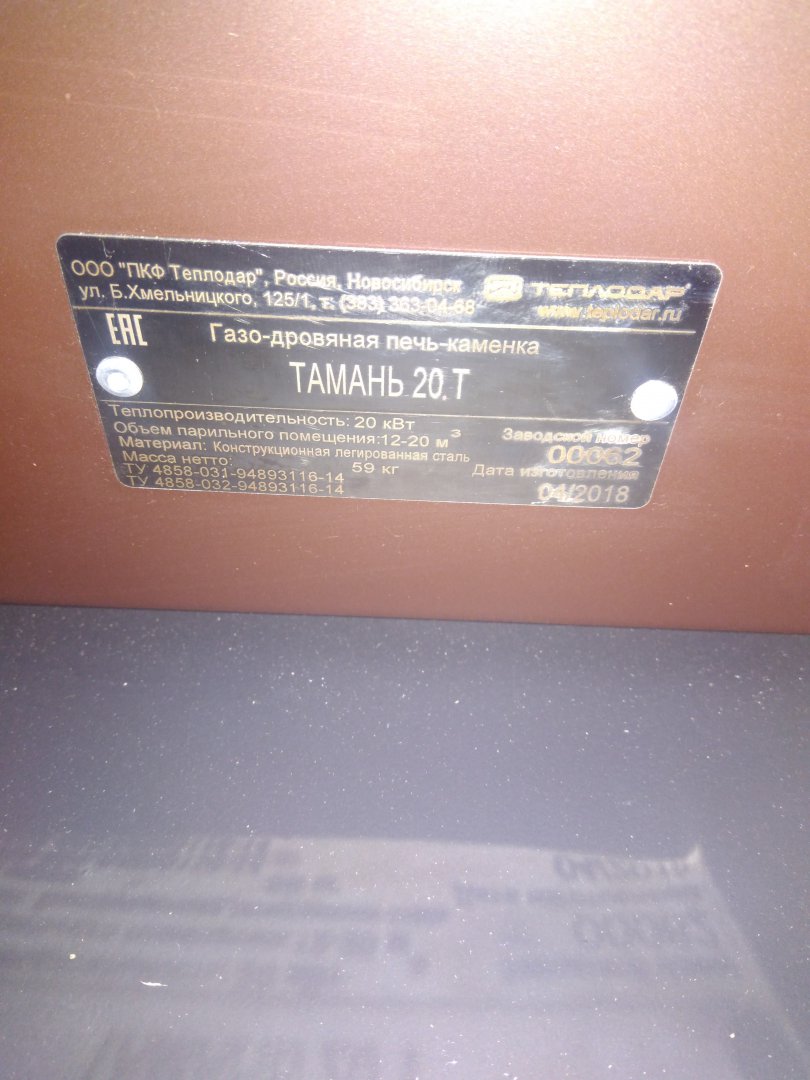 ООО "ПКФ Теплодар", Россия, Новосибирск
ул. Б.Хмельницкого, 125/1, т. (383) 363-04-68
ТЕПЛОДАР
www.teplodar.ru
ЕАС
Газо-дровяная печь-каменка
ТАМАНЬ 20.Т
Теплопроизводительность: 20 кВт
Объем парильного помещения:12-20 м³
Материал: Конструкционная легированная сталь
Масса нетто: 59 кг
ТУ 4858-031-94893116-14
ТУ 4858-032-94893116-14
Заводской номер
00062
Дата изготовления
04/2018